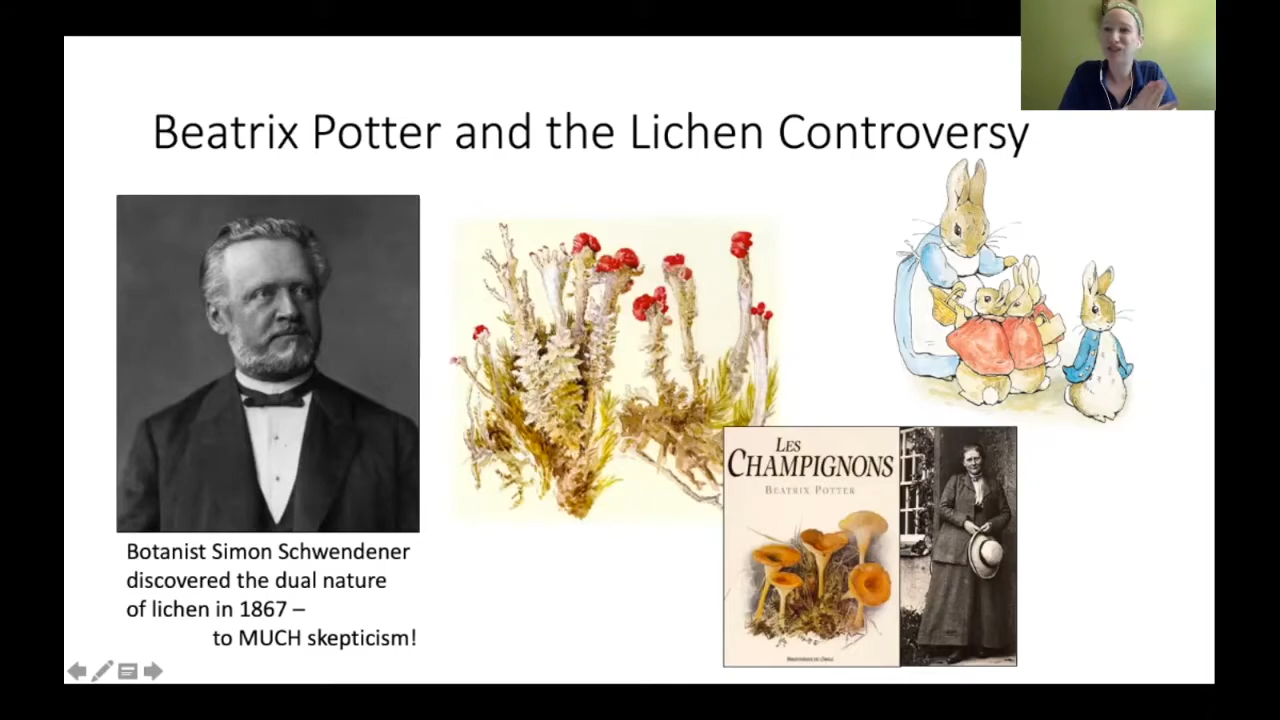 Beatrix Potter and the Lichen Controversy
Botanist Simon Schwendener
discovered the dual nature
of lichen in 1867 –
to MUCH skepticism!
LES
CHAMPIGNONS
BEATRIX POTTER